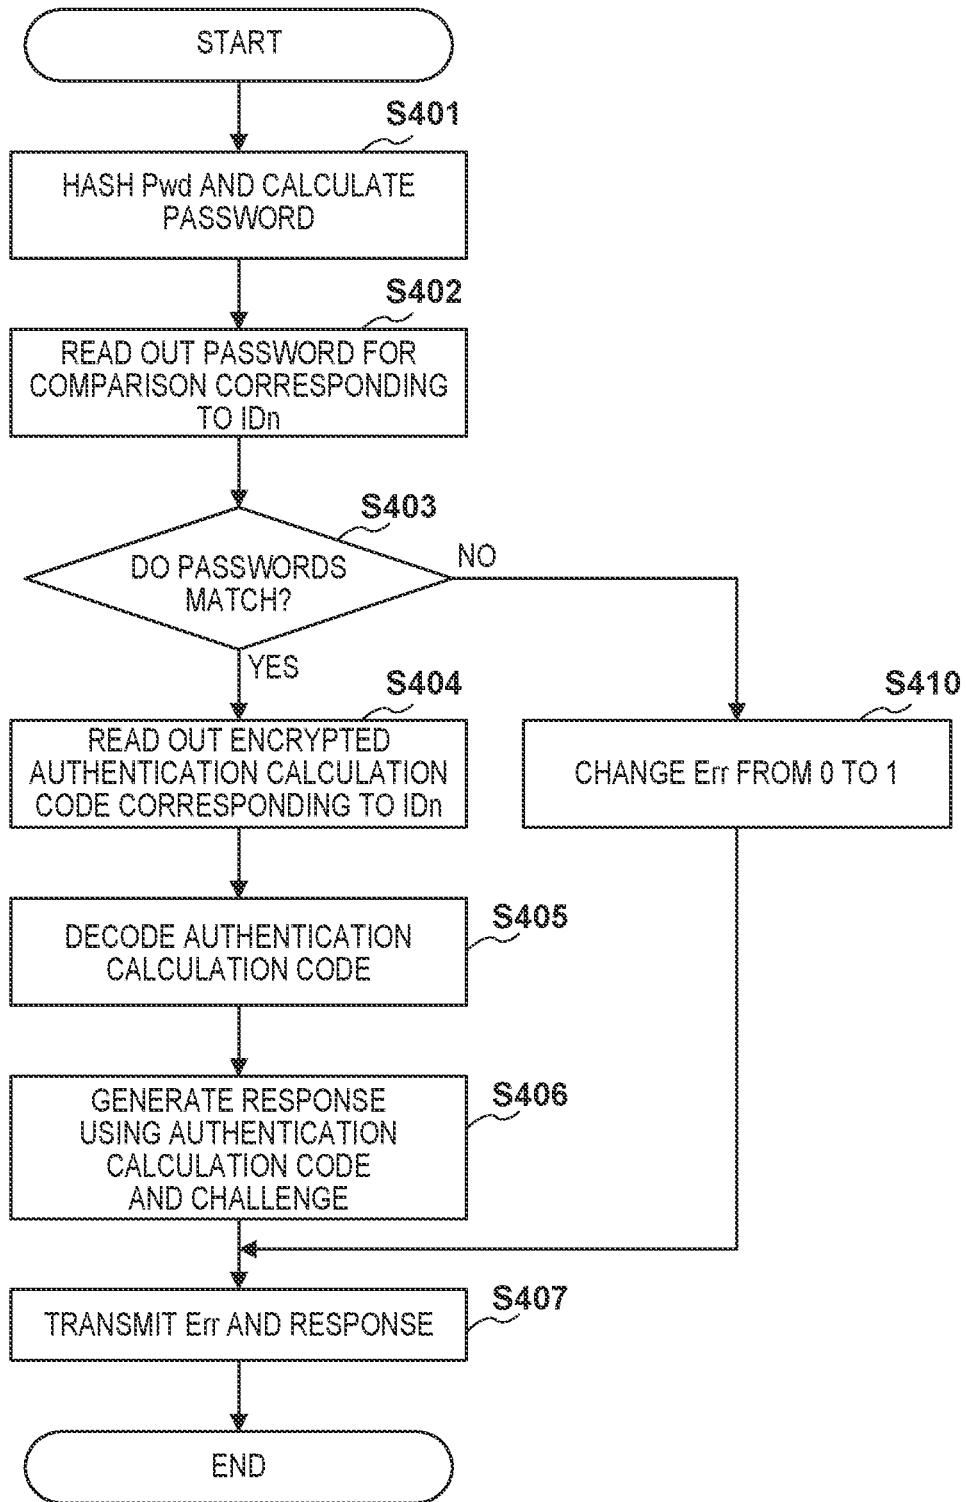 START
S401
HASH Pwd AND CALCULATE
PASSWORD
S402
READ OUT PASSWORD FOR
COMPARISON CORRESPONDING
TO IDn
S403
DO PASSWORDS
MATCH?
NO
YES
S404
READ OUT ENCRYPTED
AUTHENTICATION CALCULATION
CODE CORRESPONDING TO IDn
S410
CHANGE Err FROM 0 TO 1
S405
DECODE AUTHENTICATION
CALCULATION CODE
S406
GENERATE RESPONSE
USING AUTHENTICATION
CALCULATION CODE
AND CHALLENGE
S407
TRANSMIT Err AND RESPONSE
END